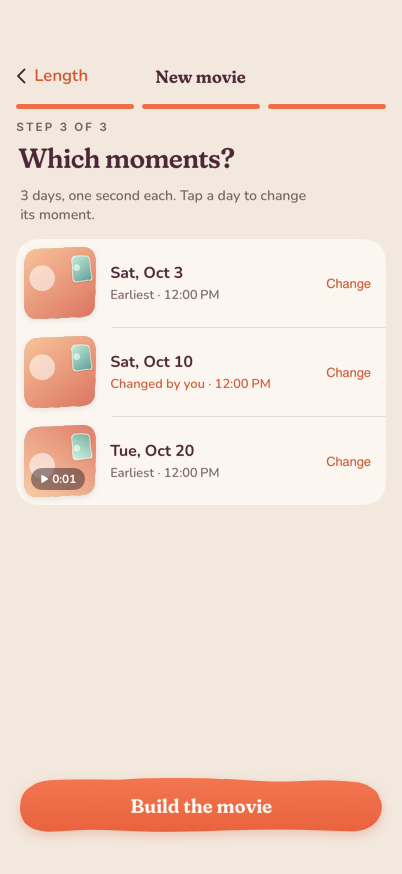 Length
New movie
STEP 3 OF 3
Which moments?
3 days, one second each. Tap a day to change
its moment.
Sat, Oct 3
Earliest · 12:00 PM
Change
Sat, Oct 10
Changed by you · 12:00 PM
Change
0:01
Tue, Oct 20
Earliest · 12:00 PM
Change
Build the movie